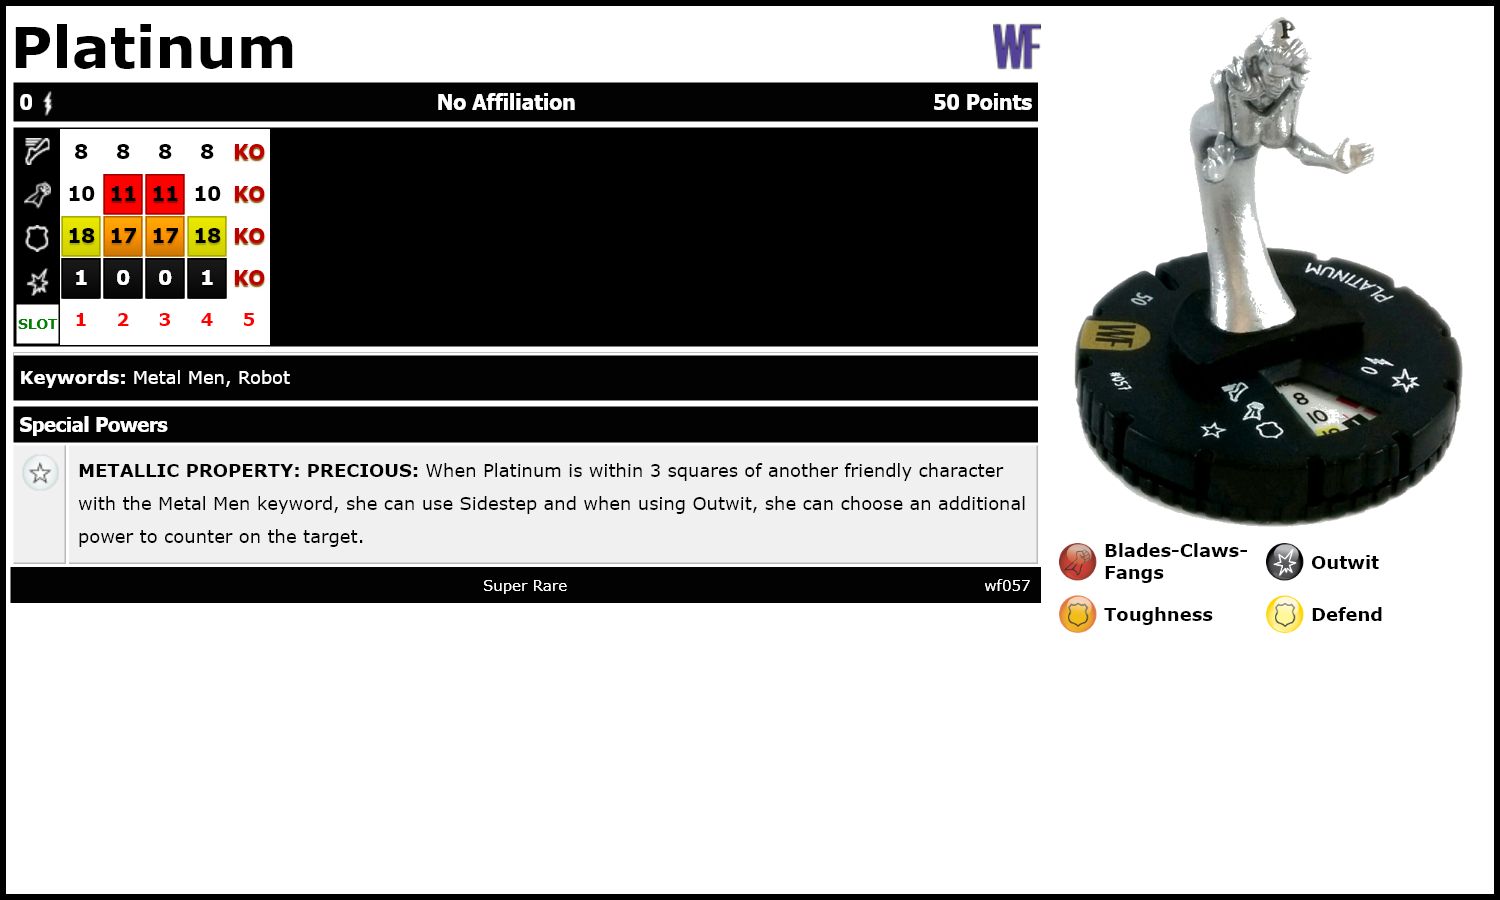 Platinum
WF
0 No Affiliation 50 Points
8 8 8 8 KO
10 11 11 10 KO
18 17 17 18 KO
1 0 0 1 KO
SLOT 1 2 3 4 5
Keywords: Metal Men, Robot
Special Powers
METALLIC PROPERTY: PRECIOUS: When Platinum is within 3 squares of another friendly character
with the Metal Men keyword, she can use Sidestep and when using Outwit, she can choose an additional
power to counter on the target.
Super Rare wf057
P
PLATINUM
50
WF
#057
0
8
10
18 1
Blades-Claws-
Fangs
Outwit
Toughness
Defend